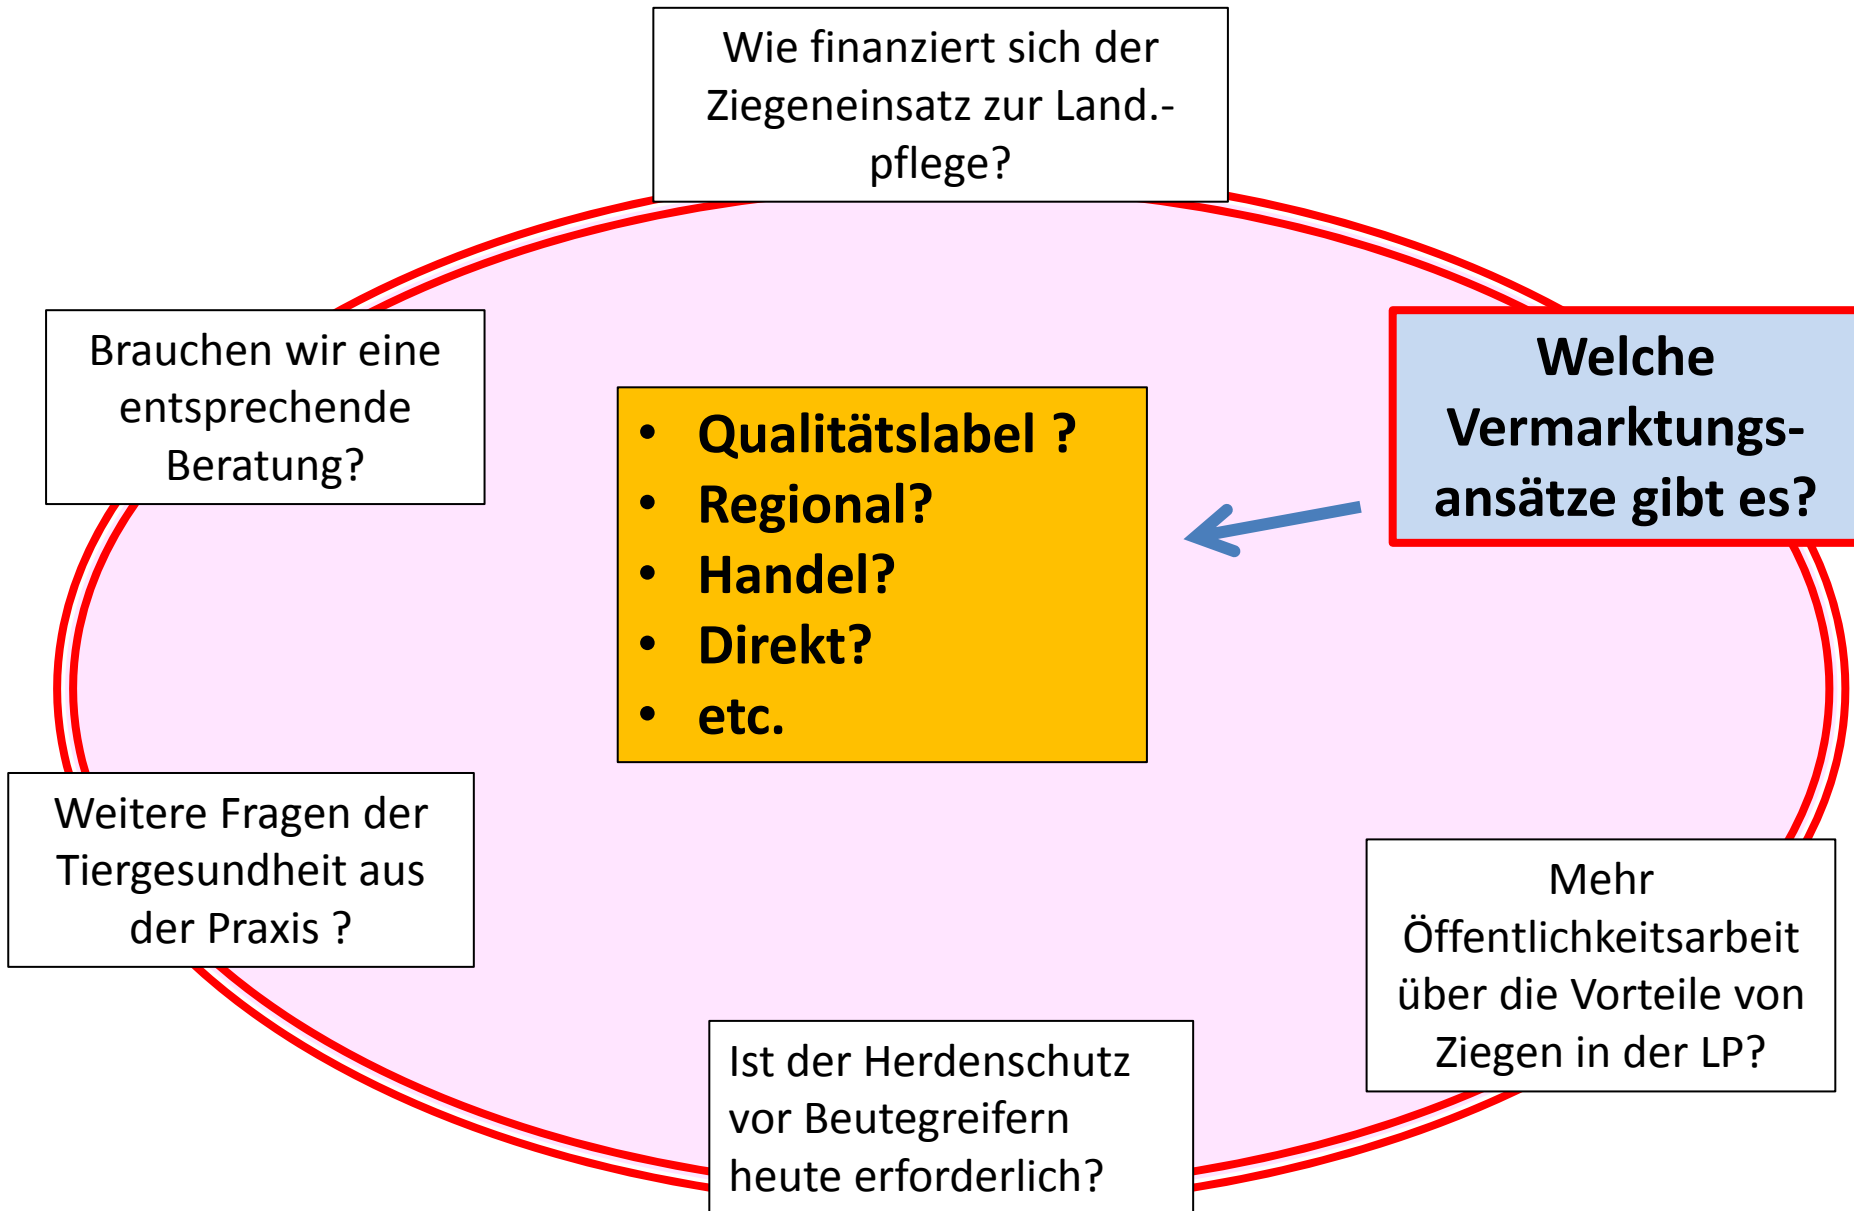 Wie finanziert sich der
Ziegeneinsatz zur Land.-
pflege?
Welche
Vermarktungs-
ansätze gibt es?
Brauchen wir eine
entsprechende
Beratung?
• Qualitätslabel ?
• Regional?
• Handel?
• Direkt?
• etc.
Weitere Fragen der
Tiergesundheit aus
der Praxis ?
Mehr
Öffentlichkeitsarbeit
über die Vorteile von
Ziegen in der LP?
Ist der Herdenschutz
vor Beutegreifern
heute erforderlich?